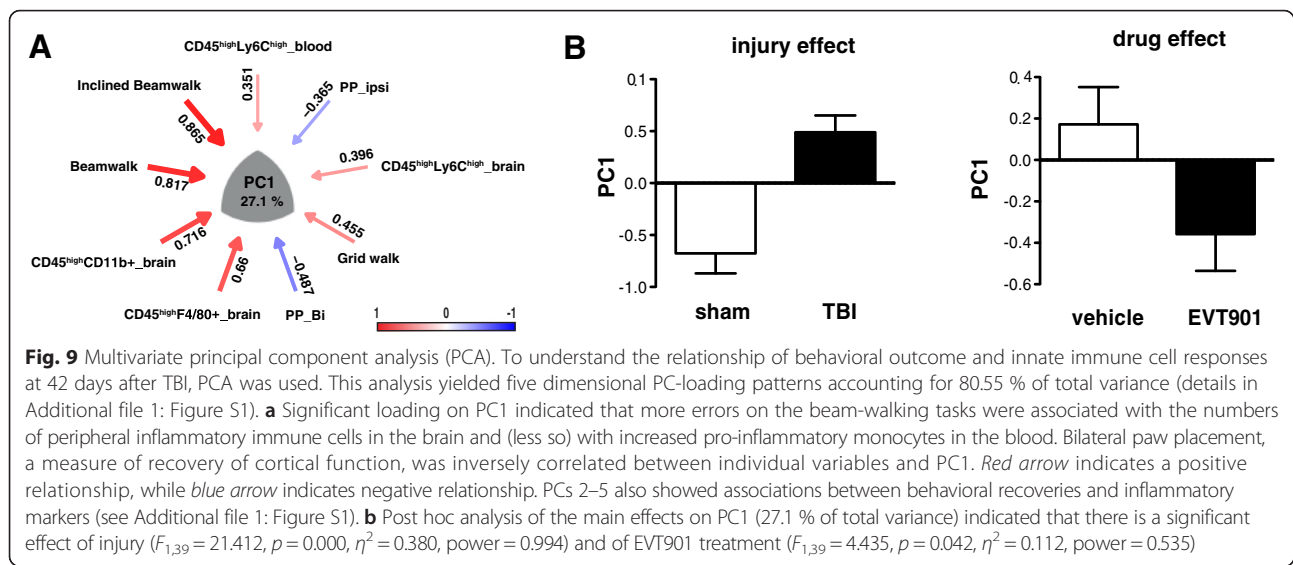 A
CD45highLy6Chigh_blood
Inclined Beamwalk
0.351
-0.365
PP_ipsi
0.865
Beamwalk
0.817
PC1
27.1 %
0.396
CD45highLy6Chigh_brain
0.716
CD45highCD11b+_brain
0.66
-0.487
0.455
Grid walk
CD45highF4/80+_brain
PP_Bi
1
0
-1
B
injury effect
PC1
0.1
0.5
0.0
-0.5
-1.0
sham
TBI
drug effect
PC1
0.4
0.2
0.0
-0.2
-0.4
-0.6
vehicle
EVT901
Fig. 9 Multivariate principal component analysis (PCA). To understand the relationship of behavioral outcome and innate immune cell responses
at 42 days after TBI, PCA was used. This analysis yielded five dimensional PC-loading patterns accounting for 80.55 % of total variance (details in
Additional file 1: Figure S1). a Significant loading on PC1 indicated that more errors on the beam-walking tasks were associated with the numbers
of peripheral inflammatory immune cells in the brain and (less so) with increased pro-inflammatory monocytes in the blood. Bilateral paw placement,
a measure of recovery of cortical function, was inversely correlated between individual variables and PC1. Red arrow indicates a positive
relationship, while blue arrow indicates negative relationship. PCs 2–5 also showed associations between behavioral recoveries and inflammatory
markers (see Additional file 1: Figure S1). b Post hoc analysis of the main effects on PC1 (27.1 % of total variance) indicated that there is a significant
effect of injury (F1,39 = 21.412, p = 0.000, η2 = 0.380, power = 0.994) and of EVT901 treatment (F1,39 = 4.435, p = 0.042, η2 = 0.112, power = 0.535)